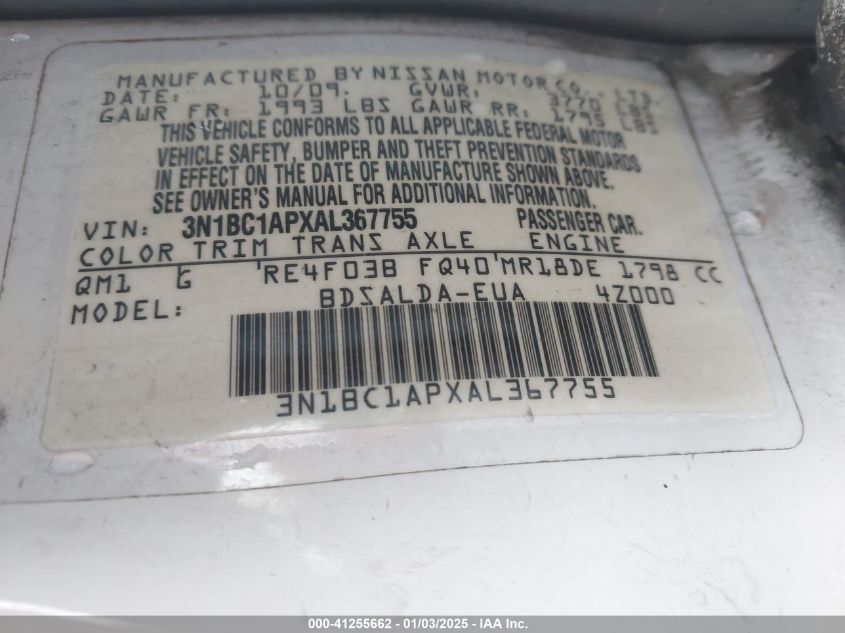 MANUFACTURED BY NISSAN MOTOR CO., LTD.
DATE: 10/09. GVWR: 3770 LBS
GAWR FR: 1993 LBS GAWR RR: 1795 LBS
THIS VEHICLE CONFORMS TO ALL APPLICABLE FEDERAL MOTOR
VEHICLE SAFETY, BUMPER AND THEFT PREVENTION STANDARDS
IN EFFECT ON THE DATE OF MANUFACTURE SHOWN ABOVE.
SEE OWNER'S MANUAL FOR ADDITIONAL INFORMATION.
VIN: 3N1BC1APXAL367755 PASSENGER CAR.
COLOR TRIM TRANS AXLE ENGINE
QM1 G RE4F03B FQ40 MR18DE 1798 CC
MODEL: BDSALDA-EUA 4Z000
3N1BC1APXAL367755
000-41255662 - 01/03/2025 - IAA Inc.